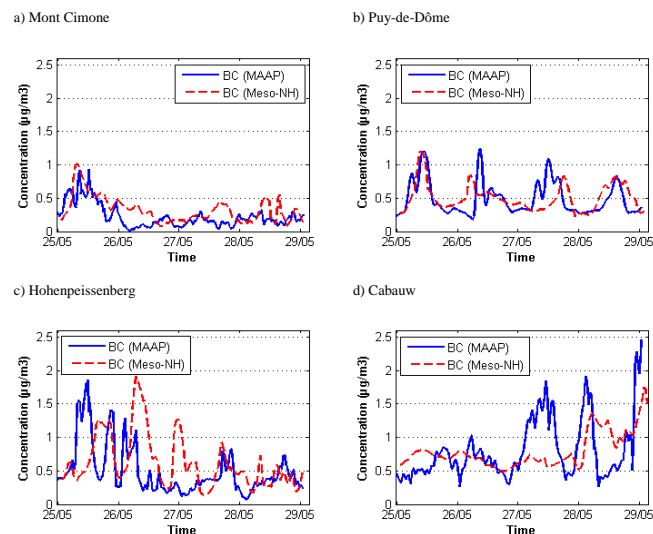 a) Mont Cimone
b) Puy-de-Dôme
2.5
2
1.5
1
0.5
0
Concentration (µg/m3)
BC (MAAP)
BC (Meso-NH)
25/05 26/05 27/05 28/05 29/05
Time
2.5
2
1.5
1
0.5
0
Concentration (µg/m3)
BC (MAAP)
BC (Meso-NH)
25/05 26/05 27/05 28/05 29/05
Time
c) Hohenpeissenberg
d) Cabauw
2.5
2
1.5
1
0.5
0
Concentration (µg/m3)
BC (MAAP)
BC (Meso-NH)
25/05 26/05 27/05 28/05 29/05
Time
2.5
2
1.5
1
0.5
0
Concentration (µg/m3)
BC (MAAP)
BC (Meso-NH)
25/05 26/05 27/05 28/05 29/05
Time